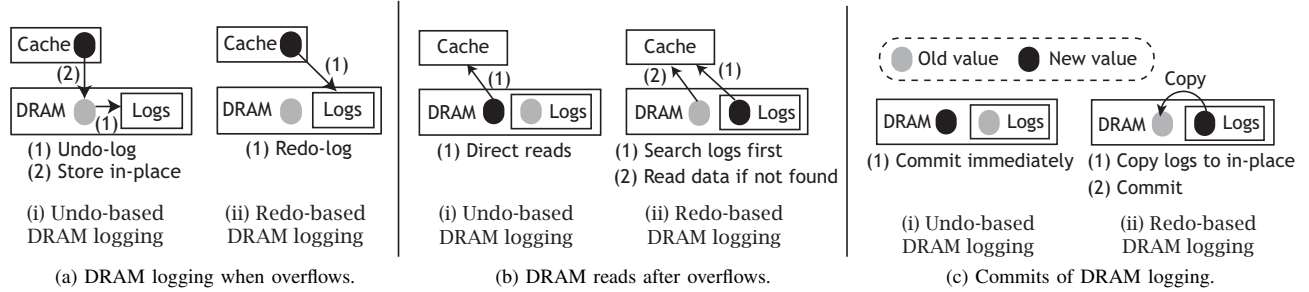 Cache
(2)
DRAM
Logs
(1)
(1) Undo-log
(2) Store in-place
(i) Undo-based
DRAM logging
Cache
(1)
DRAM
Logs
(1) Redo-log
(ii) Redo-based
DRAM logging
(a) DRAM logging when overflows.
Cache
(1)
DRAM
Logs
(1) Direct reads
(i) Undo-based
DRAM logging
Cache
(2)
(1)
DRAM
Logs
(1) Search logs first
(2) Read data if not found
(ii) Redo-based
DRAM logging
(b) DRAM reads after overflows.
Old value
New value
DRAM
Logs
(1) Commit immediately
(i) Undo-based
DRAM logging
Copy
DRAM
Logs
(1) Copy logs to in-place
(2) Commit
(ii) Redo-based
DRAM logging
(c) Commits of DRAM logging.